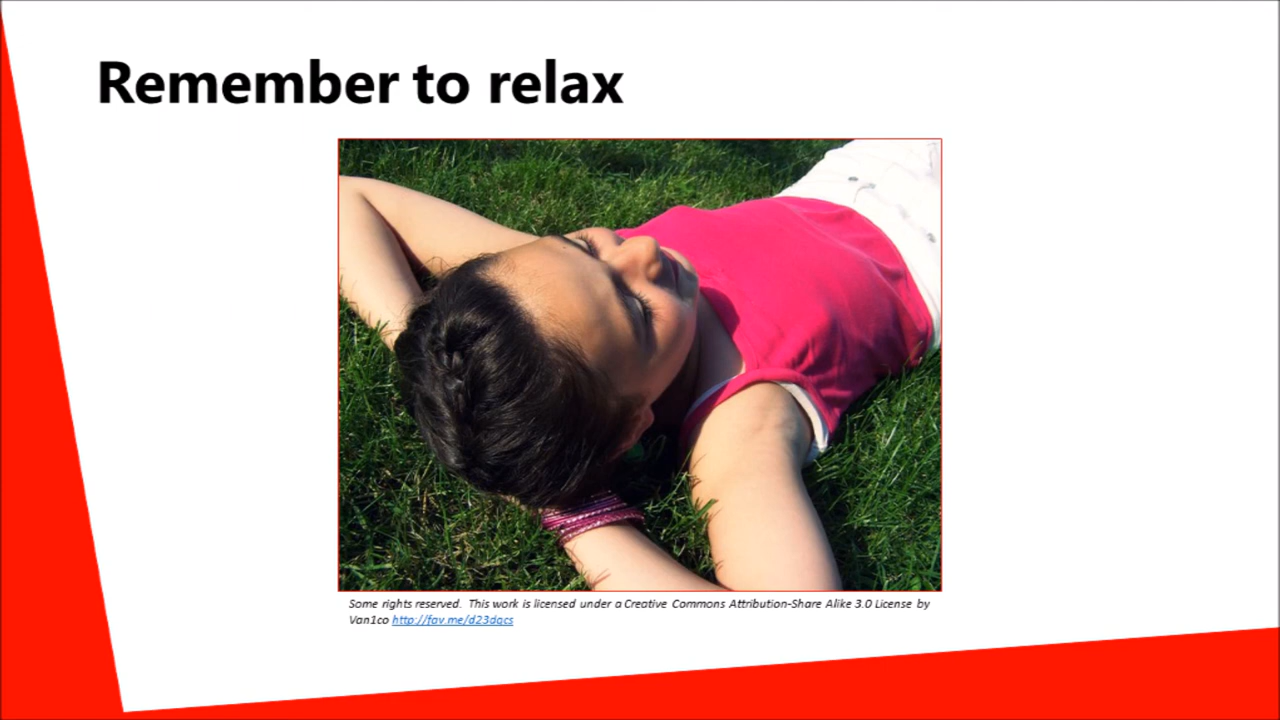 Remember to relax
Some rights reserved. This work is licensed under a Creative Commons Attribution-Share Alike 3.0 License by
Van1co http://fav.me/d23dqcs